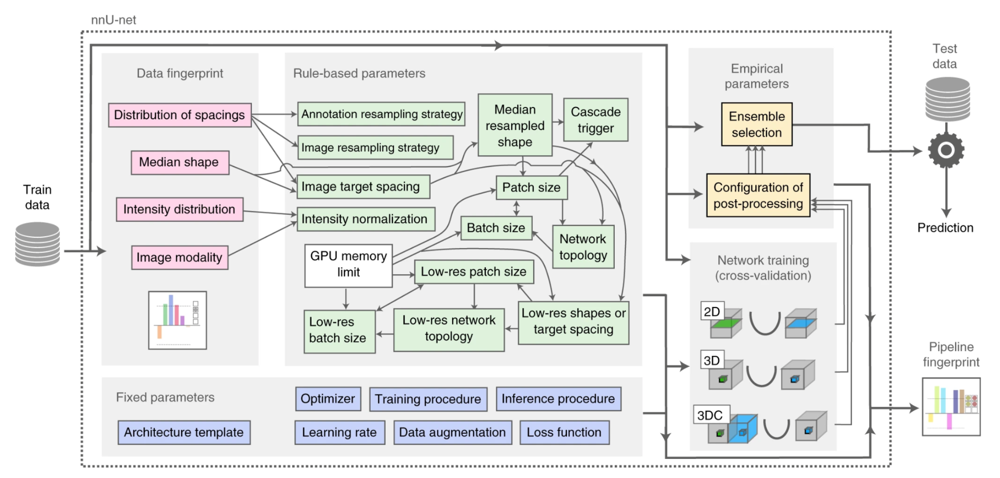 nnU-net
Train
data
Data fingerprint
Distribution of spacings
Median shape
Intensity distribution
Image modality
Rule-based parameters
Annotation resampling strategy
Image resampling strategy
Image target spacing
Intensity normalization
Median
resampled
shape
Cascade
trigger
Patch size
Batch size
Network
topology
GPU memory
limit
Low-res patch size
Low-res
batch size
Low-res network
topology
Low-res shapes or
target spacing
Fixed parameters
Optimizer
Training procedure
Inference procedure
Architecture template
Learning rate
Data augmentation
Loss function
Empirical
parameters
Ensemble
selection
Configuration of
post-processing
Network training
(cross-validation)
2D
3D
3DC
Test
data
Prediction
Pipeline
fingerprint